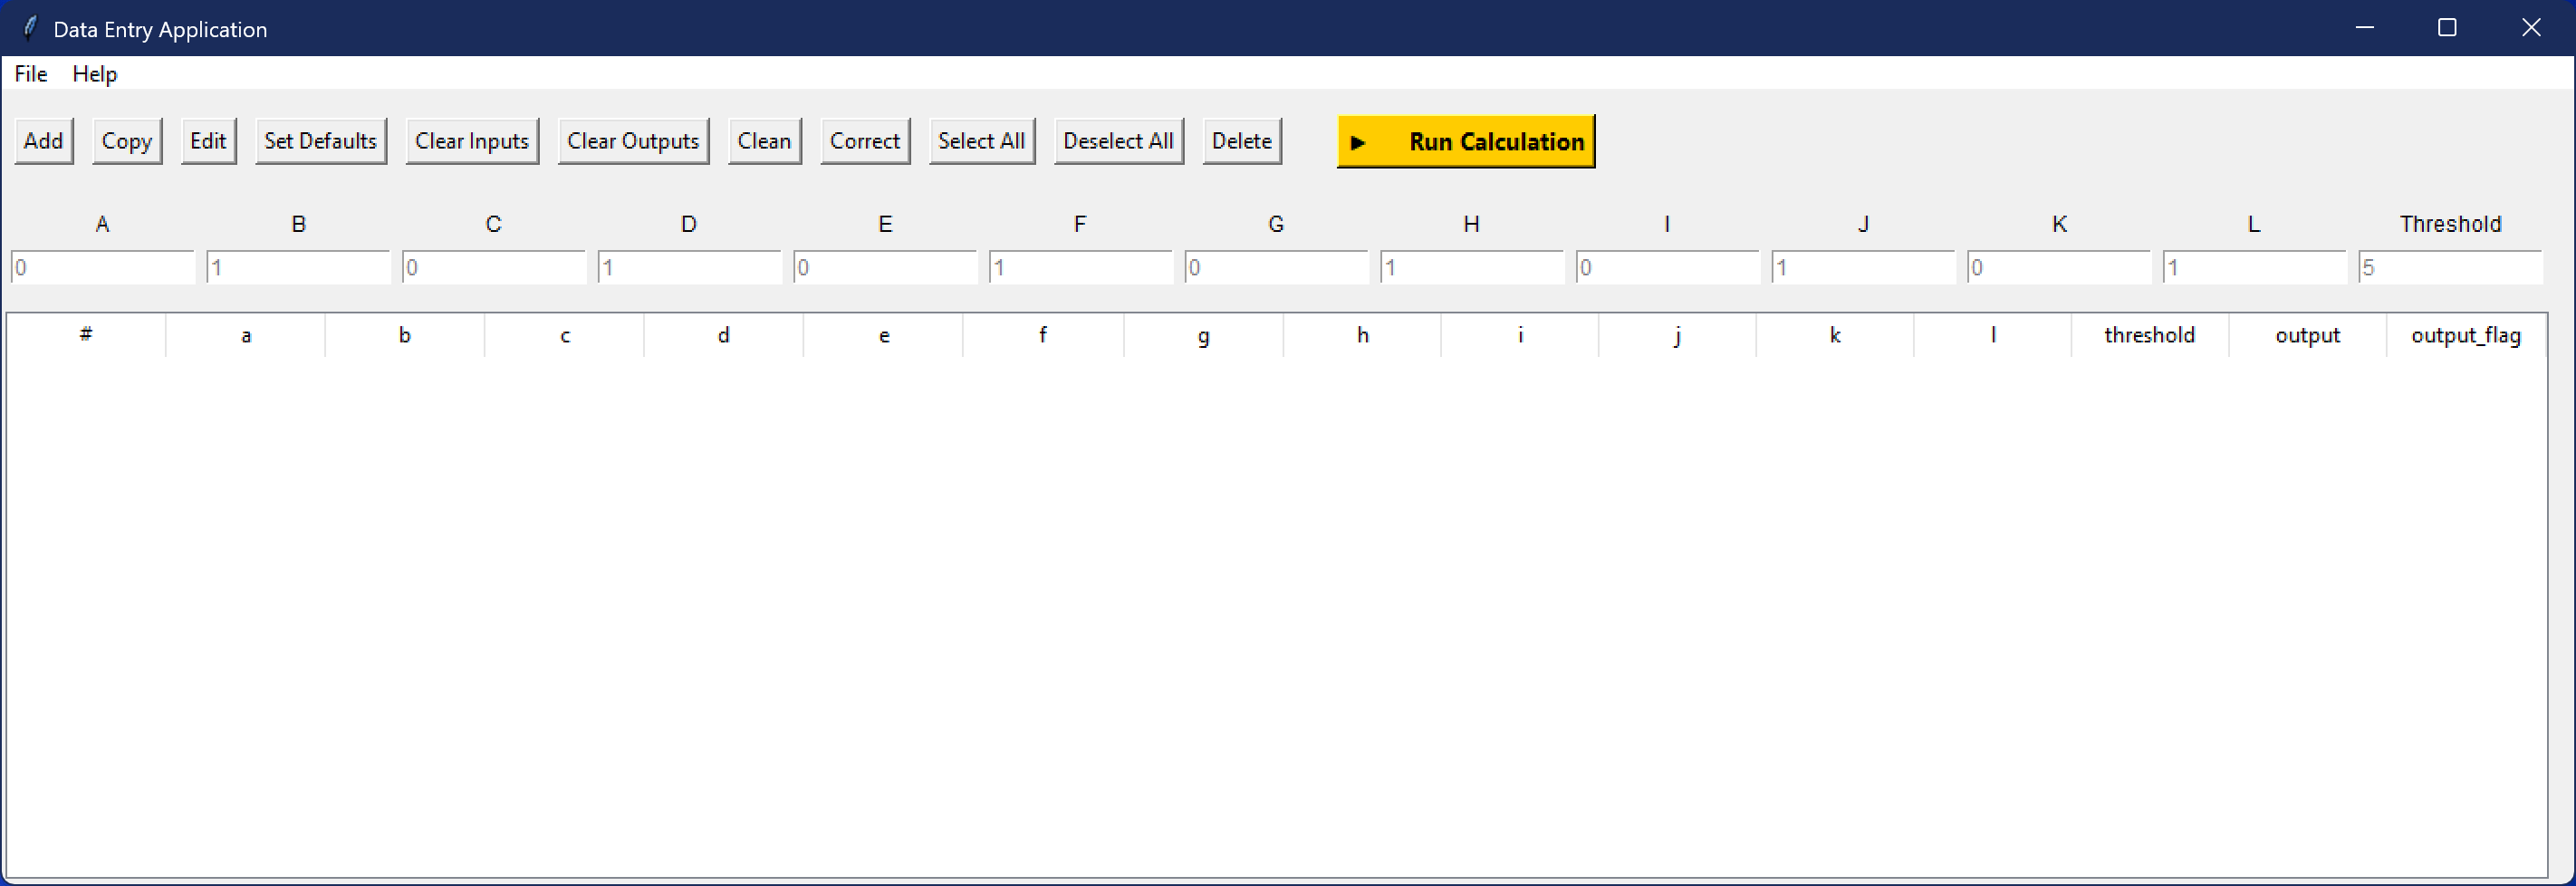 Data Entry Application
File Help
Add Copy Edit Set Defaults Clear Inputs Clear Outputs Clean Correct Select All Deselect All Delete ► Run Calculation
A B C D E F G H I J K L Threshold
0 1 0 1 0 1 0 1 0 1 0 1 5
# a b c d e f g h i j k l threshold output output_flag